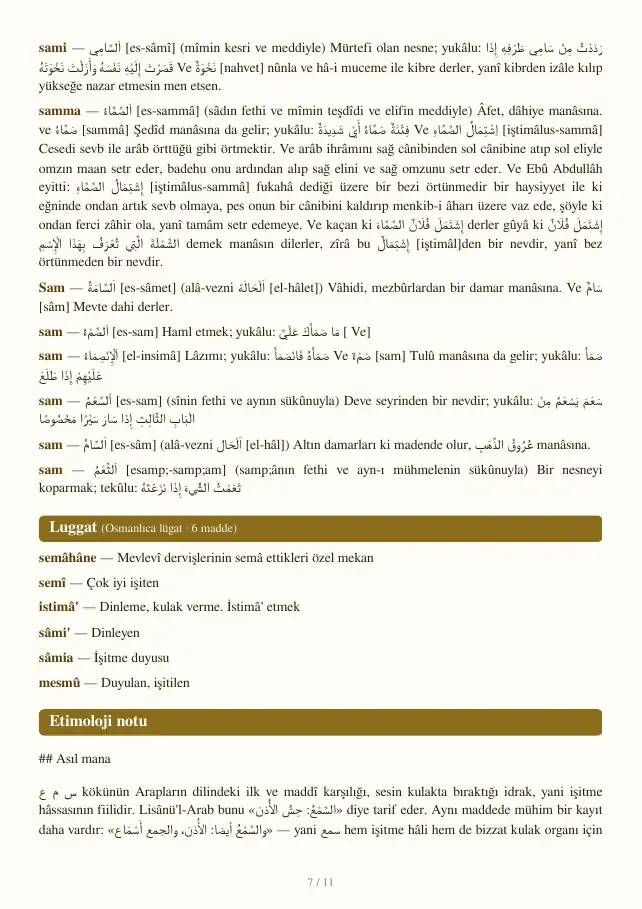 sami — اَلسَّامِي [es-sâmî] (mîmin kesri ve meddiyle) Mürtefi olan nesne; yukâlu: رَدَدْتُ مِنْ سَامِي طَرْفِهِ إِذَا
قَصَرْتَ إِلَيْهِ نَفْسَهُ وَأَزَلْتَ نَخْوَتَهُ Ve نَخْوَةٌ [nahvet] nûnla ve hâ-i muceme ile kibre derler, yanî kibrden izâle kılıp
yükseğe nazar etmesin men etsen.
samma — اَلصَّمَّاءُ [es-sammâ] (sâdın fethi ve mîmin teşdîdi ve elifin meddiyle) Âfet, dâhiye manâsına.
ve صَمَّاءُ [sammâ] Şedîd manâsına da gelir; yukâlu: فِتْنَةٌ صَمَّاءُ أَيْ شَدِيدَةٌ Ve إِشْتِمَالُ الصَّمَّاءِ [iştimâlus-sammâ]
Cesedi sevb ile arâb örttüğü gibi örtmektir. Ve arâb ihrâmını sağ cânibinden sol cânibine atıp sol eliyle
omzın maan setr eder, badehu onu ardından alıp sağ elini ve sağ omzunu setr eder. Ve Ebû Abdullâh
eyitti: إِشْتِمَالُ الصَّمَّاءِ [iştimâlus-sammâ] fukahâ dediği üzere bir bezi örtünmedir bir haysiyyet ile ki
eğninde ondan artık sevb olmaya, pes onun bir cânibini kaldırıp menkib-i âharı üzere vaz ede, şöyle ki
ondan ferci zâhir ola, yanî tamâm setr edemeye. Ve kaçan ki إِشْتَمَلَ فُلَانٌ الصَّمَّاءَ derler gûyâ ki إِشْتَمَلَ فُلَانٌ
الشَّمْلَةَ الَّتِي تُعْرَفُ بِهَذَا الْإِسْمِ demek manâsın dilerler, zîrâ bu إِشْتِمَالٌ [iştimâl]den bir nevdir, yanî bez
örtünmeden bir nevdir.
Sam — اَلسَّامَةُ [es-sâmet] (alâ-vezni اَلْحَالَةُ [el-hâlet]) Vâhidi, mezbûrlardan bir damar manâsına. Ve سَامٌّ
[sâm] Mevte dahi derler.
sam — اَلصَّمْءُ [es-sam] Haml etmek; yukâlu: مَا صَمَأَكَ عَلَيَّ [ Ve]
sam — اَلْإِنْصِمَاءُ [el-insimâ] Lâzımı; yukâlu: صَمَأَهُ فَانْصَمَأَ Ve صَمْءٌ [sam] Tulû manâsına da gelir; yukâlu: صَمَأَ
عَلَيْهِمْ إِذَا طَلَعَ
sam — اَلسَّعْمُ [es-sam] (sînin fethi ve aynın sükûnuyla) Deve seyrinden bir nevdir; yukâlu: سَعَمَ يَسْعَمُ مِنْ
الْبَابِ الثَّالِثِ إِذَا سَارَ سَيْرًا مَخْصُوصًا
sam — اَلسَّامُ [es-sâm] (alâ-vezni اَلْحَال [el-hâl]) Altın damarları ki madende olur, عُرُوقُ الذَّهَبِ manâsına.
sam — اَلثَّعْمُ [esamp;-samp;am] (samp;ânın fethi ve ayn-ı mühmelenin sükûnuyla) Bir nesneyi
koparmak; tekûlu: ثَعَمْتُ الشَّيْءَ إِذَا نَزَعْتَهُ
Luggat (Osmanlıca lügat · 6 madde)
semâhâne — Mevlevî dervişlerinin semâ ettikleri özel mekan
semî — Çok iyi işiten
istimâ' — Dinleme, kulak verme. İstimâ' etmek
sâmi' — Dinleyen
sâmia — İşitme duyusu
mesmû — Duyulan, işitilen
Etimoloji notu
## Asıl mana
س م ع kökünün Arapların dilindeki ilk ve maddî karşılığı, sesin kulakta bıraktığı idrak, yani işitme
hâssasının fiilidir. Lisânü'l-Arab bunu «السَّمْعُ: حِسُّ الأُذن» diye tarif eder. Aynı maddede mühim bir kayıt
daha vardır: «والسَّمْعُ أيضا: الأُذن، والجمع أَسْمَاع» — yani سمع hem işitme hâli hem de bizzat kulak organı için
7 / 11